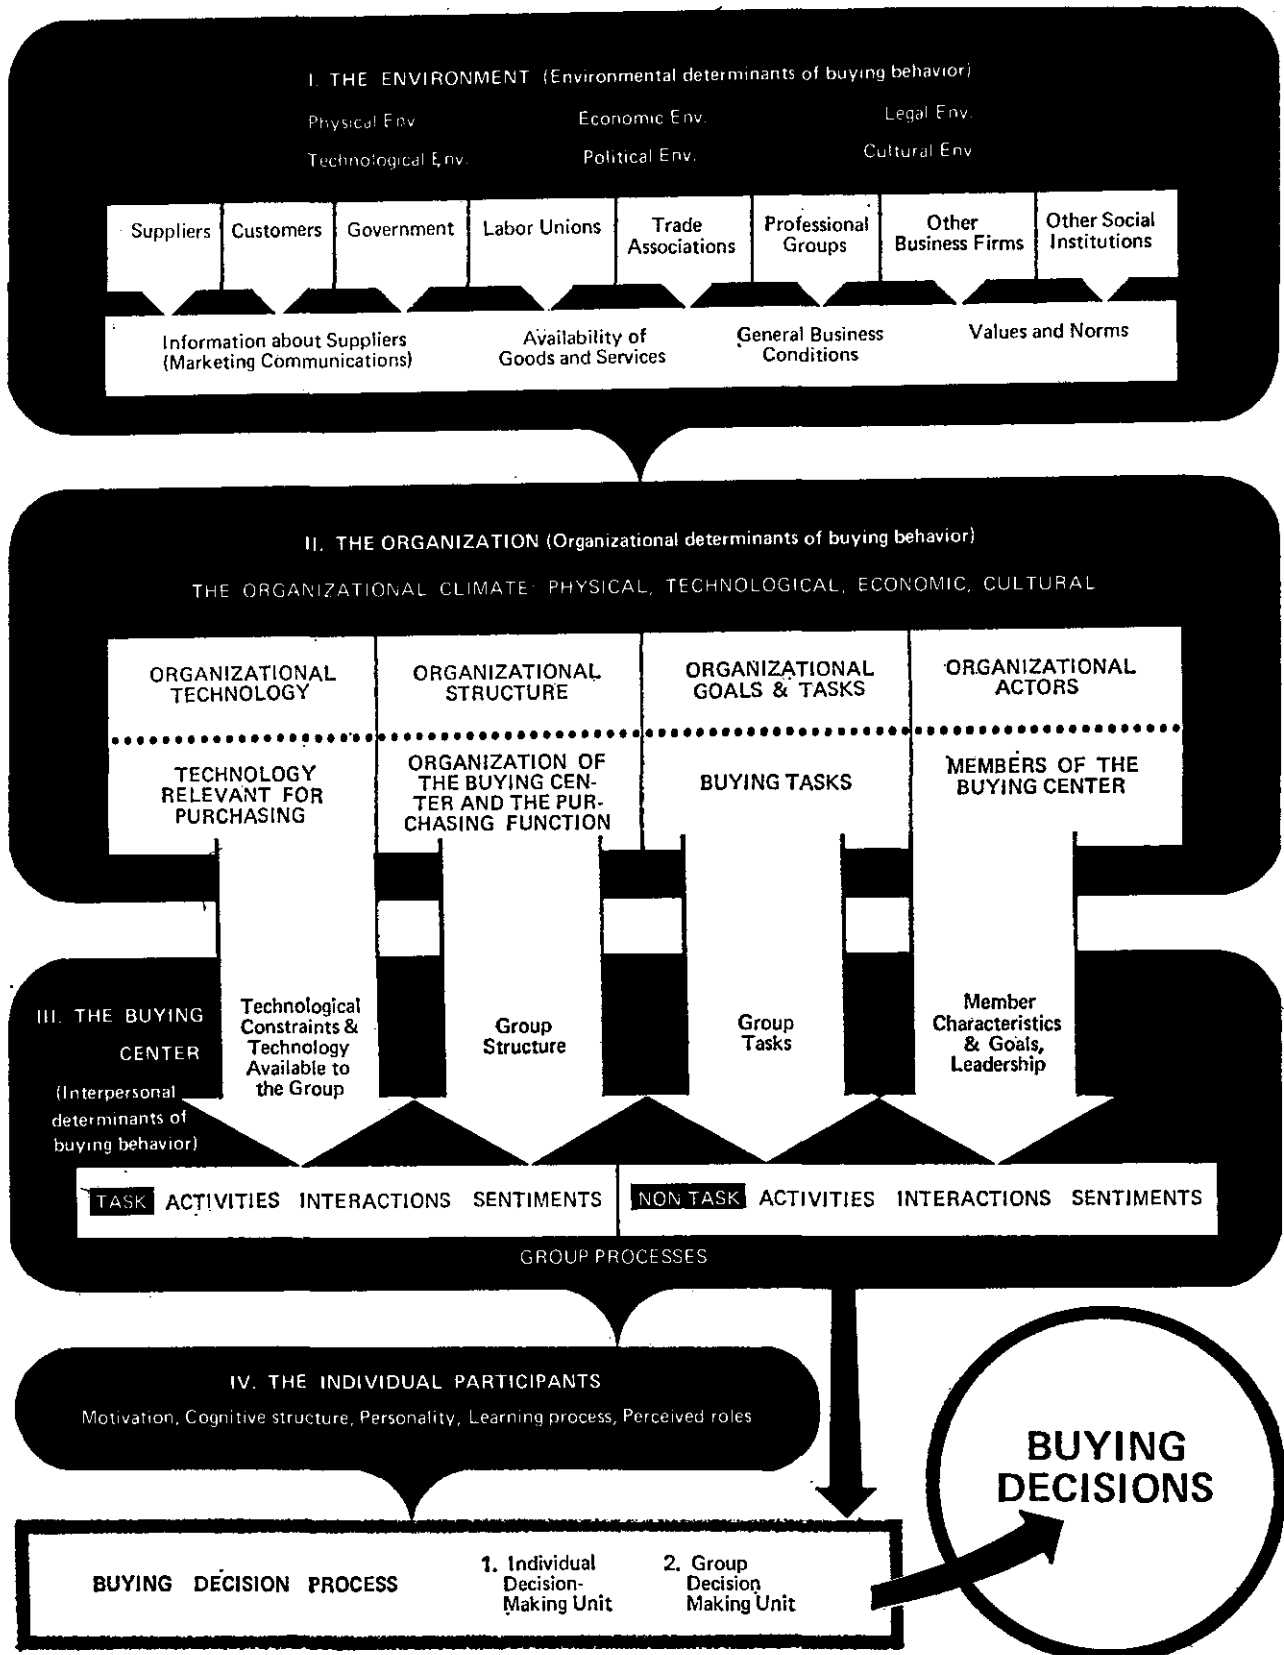 I. THE ENVIRONMENT (Environmental determinants of buying behavior)
Physical Env Economic Env. Legal Env.
Technological Env. Political Env. Cultural Env
Suppliers
Customers
Government
Labor Unions
Trade
Associations
Professional
Groups
Other
Business Firms
Other Social
Institutions
Information about Suppliers
(Marketing Communications)
Availability of
Goods and Services
General Business
Conditions
Values and Norms
II. THE ORGANIZATION (Organizational determinants of buying behavior)
THE ORGANIZATIONAL CLIMATE: PHYSICAL, TECHNOLOGICAL, ECONOMIC, CULTURAL
ORGANIZATIONAL
TECHNOLOGY
ORGANIZATIONAL
STRUCTURE
ORGANIZATIONAL
GOALS & TASKS
ORGANIZATIONAL
ACTORS
TECHNOLOGY
RELEVANT FOR
PURCHASING
ORGANIZATION OF
THE BUYING CEN-
TER AND THE PUR-
CHASING FUNCTION
BUYING TASKS
MEMBERS OF THE
BUYING CENTER
III. THE BUYING
CENTER
(Interpersonal
determinants of
buying behavior)
Technological
Constraints &
Technology
Available to
the Group
Group
Structure
Group
Tasks
Member
Characteristics
& Goals,
Leadership
TASK ACTIVITIES INTERACTIONS SENTIMENTS
NON TASK ACTIVITIES INTERACTIONS SENTIMENTS
GROUP PROCESSES
IV. THE INDIVIDUAL PARTICIPANTS
Motivation, Cognitive structure, Personality, Learning process, Perceived roles
BUYING
DECISIONS
BUYING DECISION PROCESS
1. Individual
Decision-
Making Unit
2. Group
Decision
Making Unit